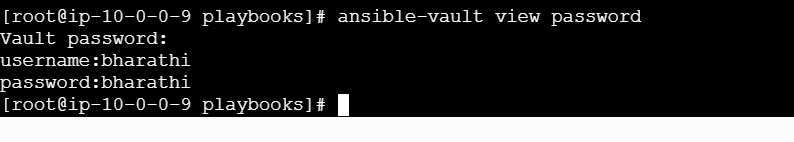 [root@ip-10-0-0-9 playbooks]# ansible-vault view password
Vault password:
username:bharathi
password:bharathi
[root@ip-10-0-0-9 playbooks]#